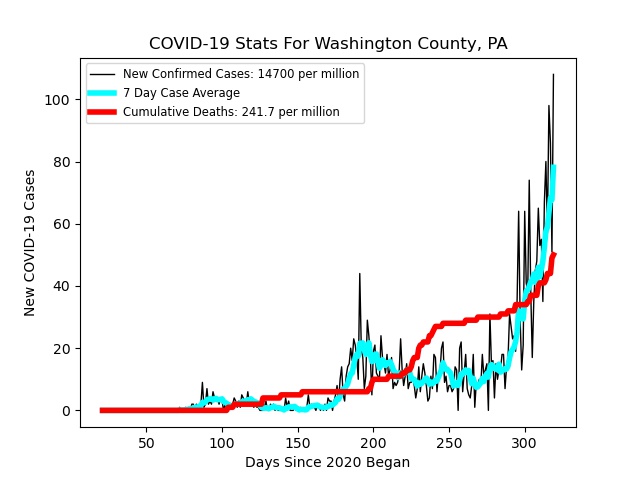 COVID-19 Stats For Washington County, PA
New Confirmed Cases: 14700 per million
7 Day Case Average
Cumulative Deaths: 241.7 per million
New COVID-19 Cases
100
80
60
40
20
0
50 100 150 200 250 300
Days Since 2020 Began